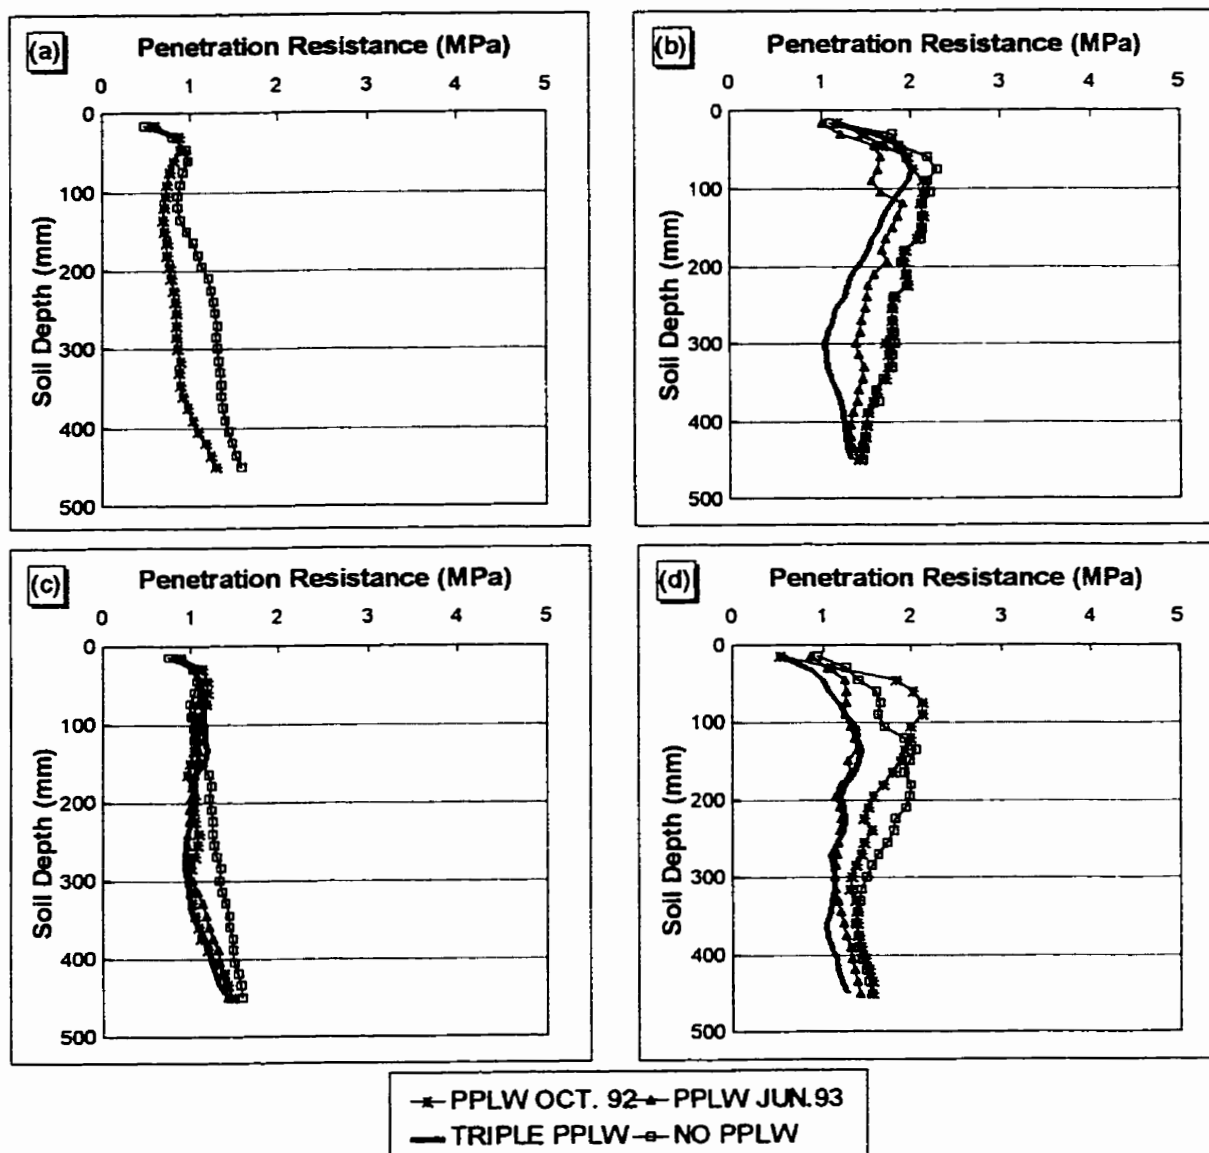 (a) Penetration Resistance (MPa)
0 1 2 3 4 5
Soil Depth (mm)
0
100
200
300
400
500
(b) Penetration Resistance (MPa)
0 1 2 3 4 5
Soil Depth (mm)
0
100
200
300
400
500
(c) Penetration Resistance (MPa)
0 1 2 3 4 5
Soil Depth (mm)
0
100
200
300
400
500
(d) Penetration Resistance (MPa)
0 1 2 3 4 5
Soil Depth (mm)
0
100
200
300
400
500
PPLW OCT. 92 PPLW JUN.93
TRIPLE PPLW NO PPLW